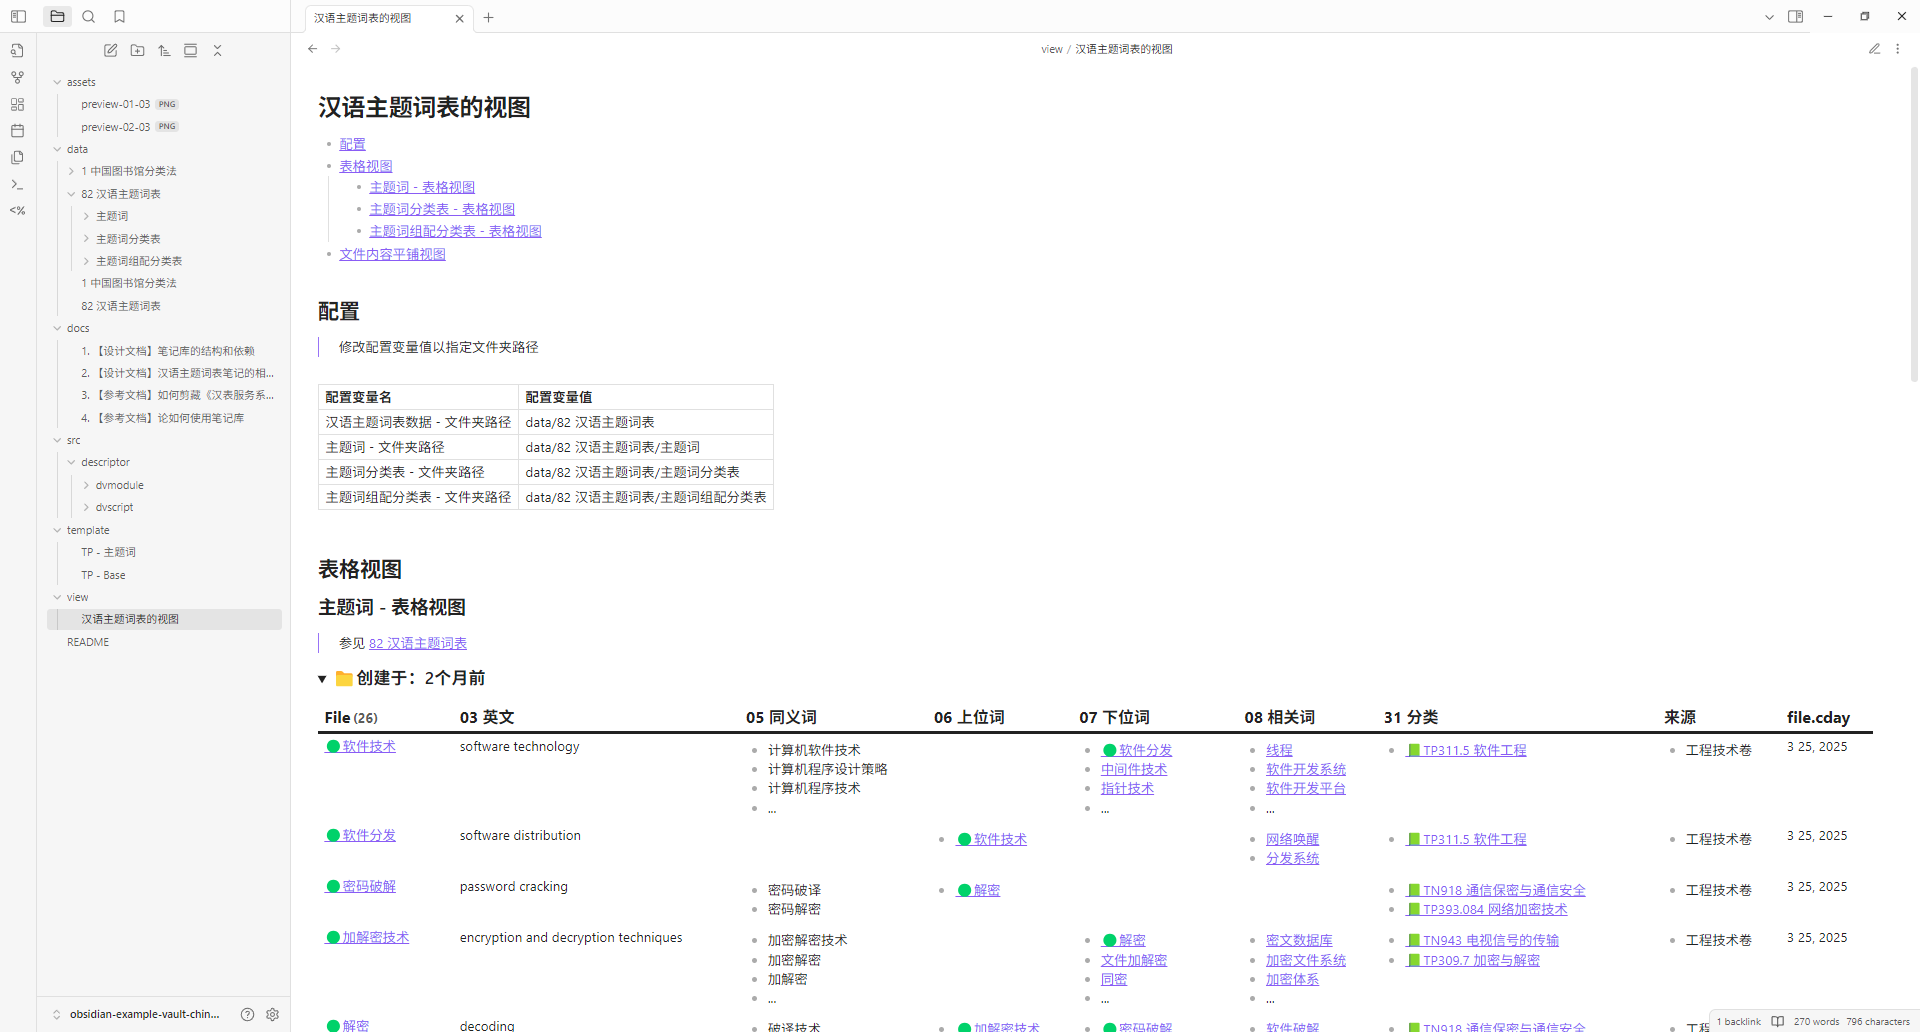 汉语主题词表的视图
view / 汉语主题词表的视图
assets
preview-01-03 PNG
preview-02-03 PNG
data
1 中国图书馆分类法
82 汉语主题词表
主题词
主题词分类表
主题词组配分类表
1 中国图书馆分类法
82 汉语主题词表
docs
1. 【设计文档】笔记库的结构和依赖
2. 【设计文档】汉语主题词表笔记的相...
3. 【参考文档】如何剪藏《汉表服务系...
4. 【参考文档】论如何使用笔记库
src
descriptor
dvmodule
dvscript
template
TP - 主题词
TP - Base
view
汉语主题词表的视图
README
obsidian-example-vault-chin...
汉语主题词表的视图
配置
表格视图
主题词 - 表格视图
主题词分类表 - 表格视图
主题词组配分类表 - 表格视图
文件内容平铺视图
配置
修改配置变量值以指定文件夹路径
配置变量名 配置变量值
汉语主题词表数据 - 文件夹路径 data/82 汉语主题词表
主题词 - 文件夹路径 data/82 汉语主题词表/主题词
主题词分类表 - 文件夹路径 data/82 汉语主题词表/主题词分类表
主题词组配分类表 - 文件夹路径 data/82 汉语主题词表/主题词组配分类表
表格视图
主题词 - 表格视图
参见 82 汉语主题词表
创建于：2个月前
File (26) 03 英文 05 同义词 06 上位词 07 下位词 08 相关词 31 分类 来源 file.cday
软件技术 software technology 计算机软件技术 软件分发 线程 TP311.5 软件工程 工程技术卷 3 25, 2025
计算机程序设计策略 中间件技术 软件开发系统
计算机程序技术 指针技术 软件开发平台
... ... ...
软件分发 software distribution 软件技术 网络唤醒 TP311.5 软件工程 工程技术卷 3 25, 2025
分发系统
密码破解 password cracking 密码破译 解密 TN918 通信保密与通信安全 工程技术卷 3 25, 2025
密码解密 TP393.084 网络加密技术
加解密技术 encryption and decryption techniques 加密解密技术 解密 密文数据库 TN943 电视信号的传输 工程技术卷 3 25, 2025
加密解密 文件加解密 加密文件系统 TP309.7 加密与解密
加解密 同密 加密体系
... ... ...
解密 decoding 破译技术 加解密技术 密码破解 软件破解 TN918 通信保密与通信安全
1 backlink 270 words 796 characters